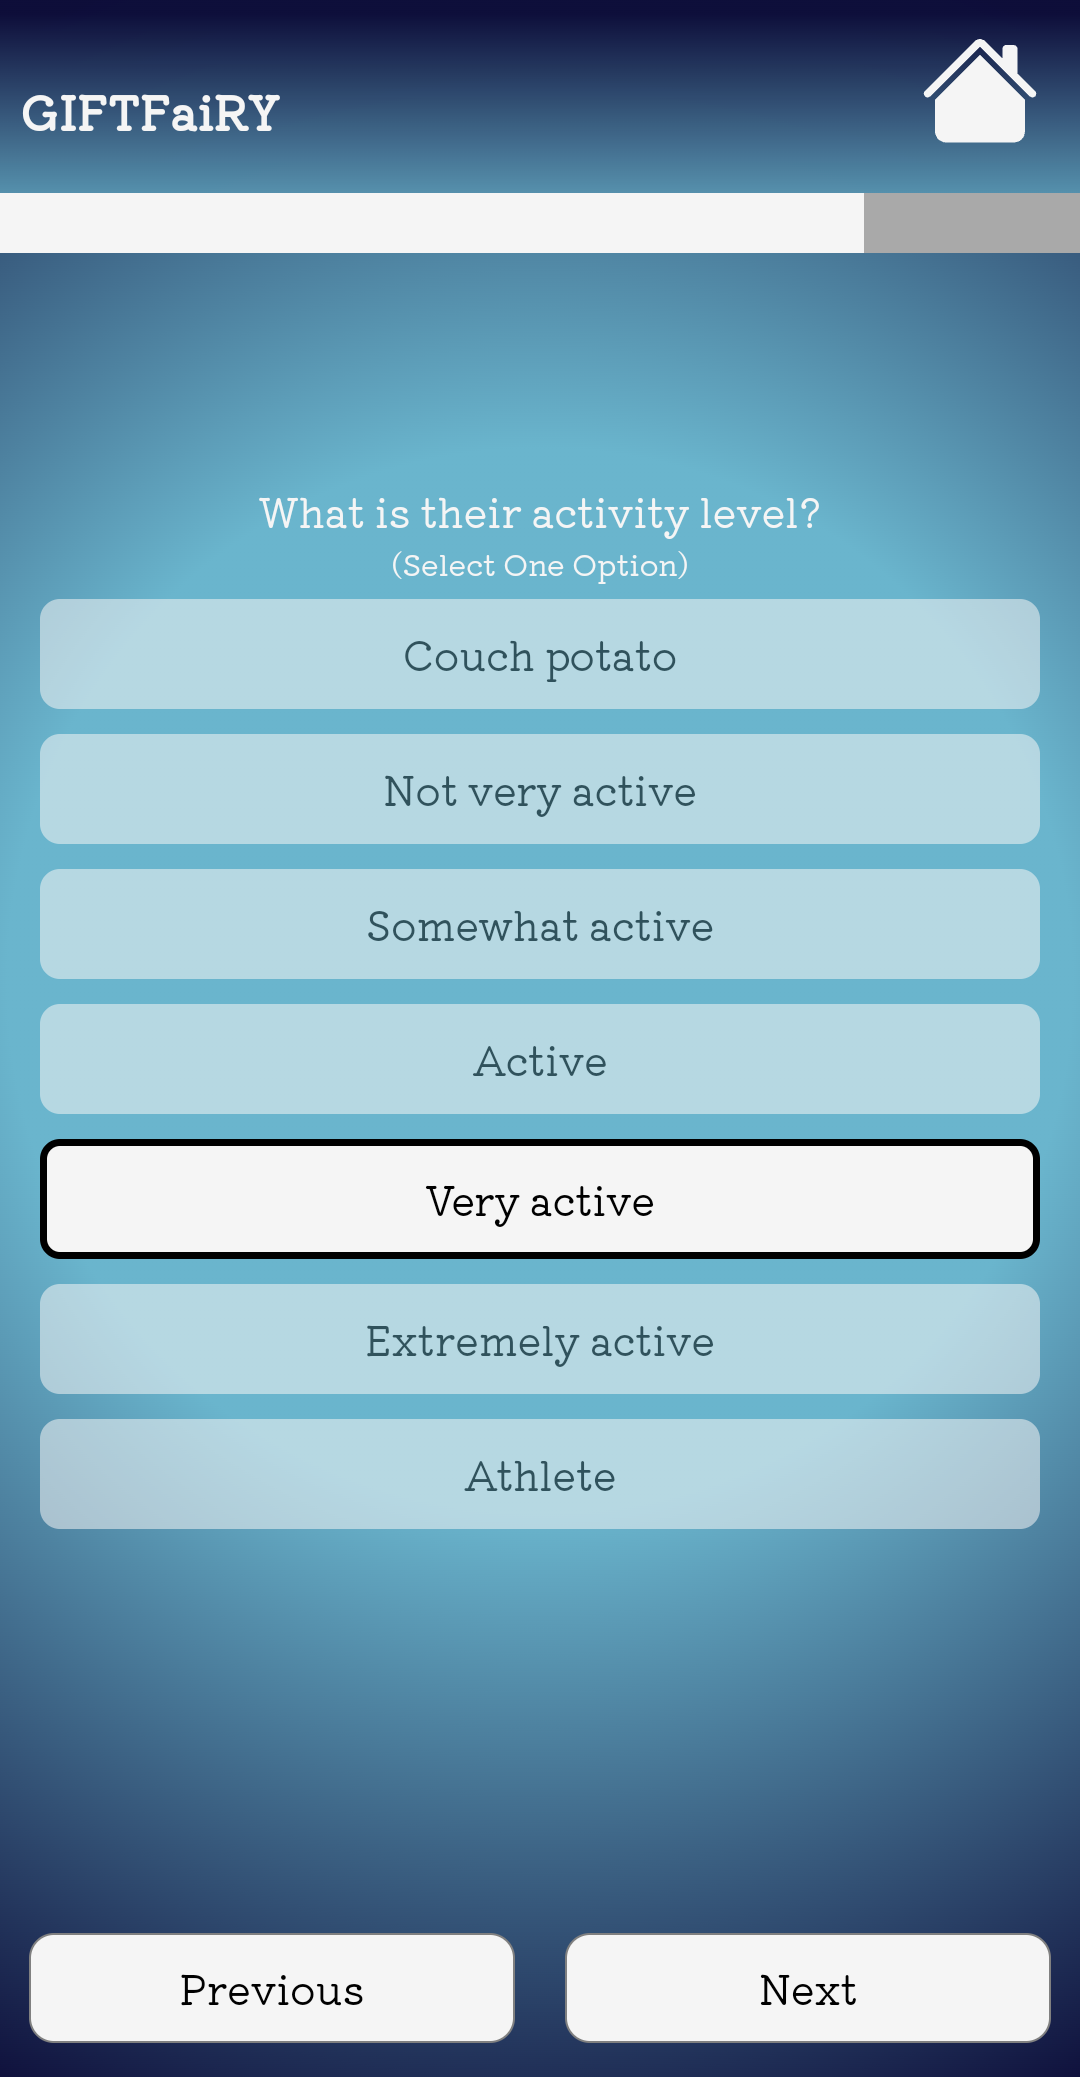 GIFTFaiRY
What is their activity level?
(Select One Option)
Couch potato
Not very active
Somewhat active
Active
Very active
Extremely active
Athlete
Previous
Next